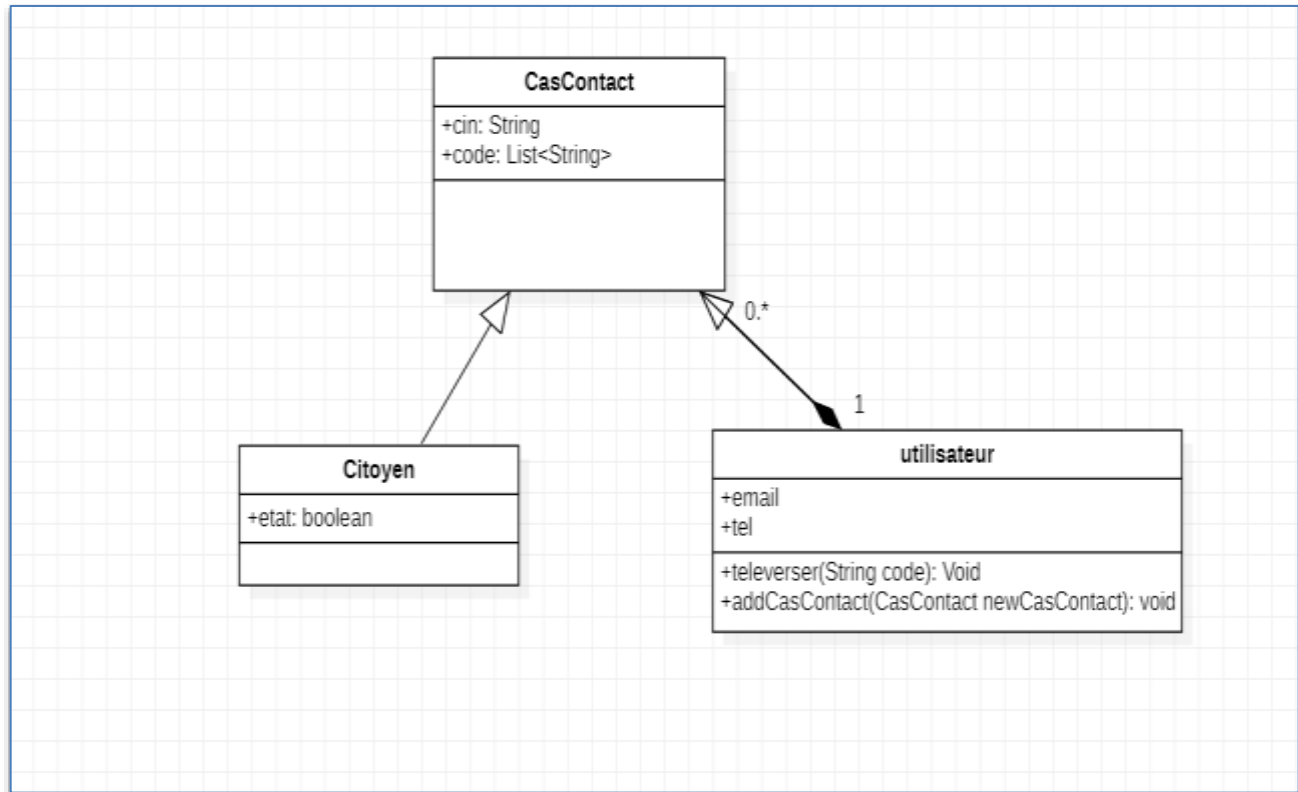 CasContact
+cin: String
+code: List<String>
0.*
1
Citoyen
+etat: boolean
utilisateur
+email
+tel
+televerser(String code): Void
+addCasContact(CasContact newCasContact): void